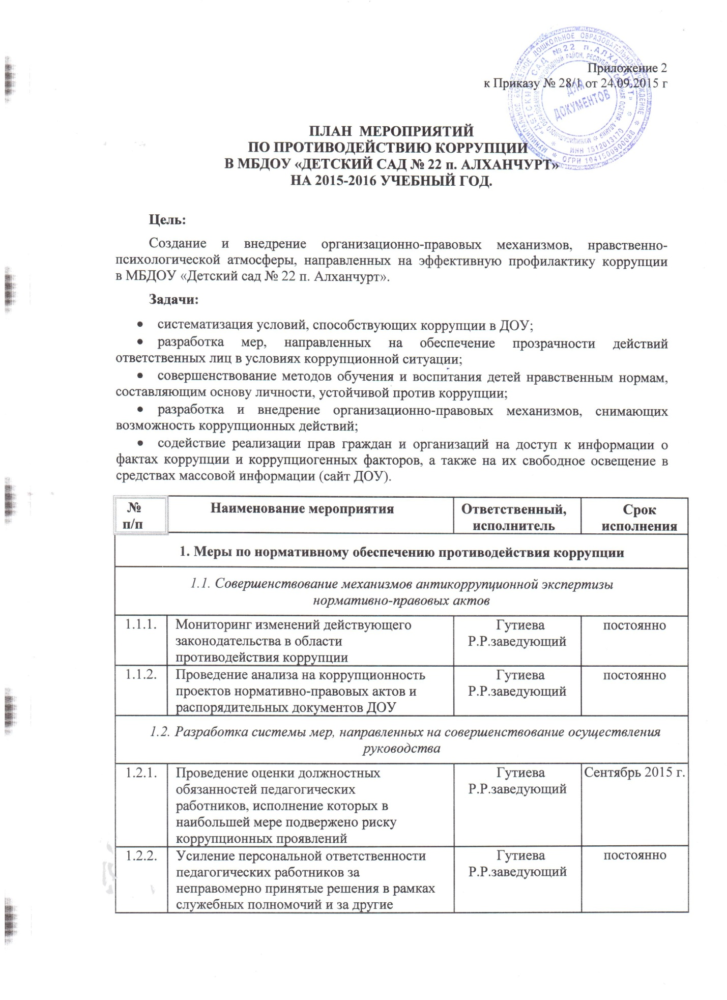 Приложение 2
к Приказу № 28/1 от 24.09.2015 г
МУНИЦИПАЛЬНОЕ БЮДЖЕТНОЕ ДОШКОЛЬНОЕ ОБРАЗОВАТЕЛЬНОЕ УЧРЕЖДЕНИЕ
«ДЕТСКИЙ САД №22 п.АЛХАНЧУРТ»
ОГРН 1041500900088
ИНН 1512013170
ДЛЯ
ДОКУМЕНТОВ
ПЛАН МЕРОПРИЯТИЙ
ПО ПРОТИВОДЕЙСТВИЮ КОРРУПЦИИ
В МБДОУ «ДЕТСКИЙ САД № 22 п. АЛХАНЧУРТ»
НА 2015-2016 УЧЕБНЫЙ ГОД.
Цель:
Создание и внедрение организационно-правовых механизмов, нравственно-
психологической атмосферы, направленных на эффективную профилактику коррупции
в МБДОУ «Детский сад № 22 п. Алханчурт».
Задачи:
• систематизация условий, способствующих коррупции в ДОУ;
• разработка мер, направленных на обеспечение прозрачности действий
ответственных лиц в условиях коррупционной ситуации;
• совершенствование методов обучения и воспитания детей нравственным нормам,
составляющим основу личности, устойчивой против коррупции;
• разработка и внедрение организационно-правовых механизмов, снимающих
возможность коррупционных действий;
• содействие реализации прав граждан и организаций на доступ к информации о
фактах коррупции и коррупциогенных факторов, а также на их свободное освещение в
средствах массовой информации (сайт ДОУ).
№
п/п
Наименование мероприятия
Ответственный,
исполнитель
Срок
исполнения
1. Меры по нормативному обеспечению противодействия коррупции
1.1. Совершенствование механизмов антикоррупционной экспертизы
нормативно-правовых актов
1.1.1.
Мониторинг изменений действующего
законодательства в области
противодействия коррупции
Гутиева
Р.Р.заведующий
постоянно
1.1.2.
Проведение анализа на коррупционность
проектов нормативно-правовых актов и
распорядительных документов ДОУ
Гутиева
Р.Р.заведующий
постоянно
1.2. Разработка системы мер, направленных на совершенствование осуществления
руководства
1.2.1.
Проведение оценки должностных
обязанностей педагогических
работников, исполнение которых в
наибольшей мере подвержено риску
коррупционных проявлений
Гутиева
Р.Р.заведующий
Сентябрь 2015 г.
1.2.2.
Усиление персональной ответственности
педагогических работников за
неправомерно принятые решения в рамках
служебных полномочий и за другие
Гутиева
Р.Р.заведующий
постоянно